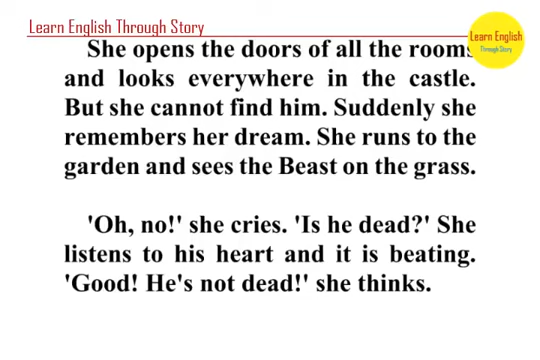 Learn English Through Story
Learn English
Through Story
She opens the doors of all the rooms
and looks everywhere in the castle.
But she cannot find him. Suddenly she
remembers her dream. She runs to the
garden and sees the Beast on the grass.
'Oh, no!' she cries. 'Is he dead?' She
listens to his heart and it is beating.
'Good! He's not dead!' she thinks.